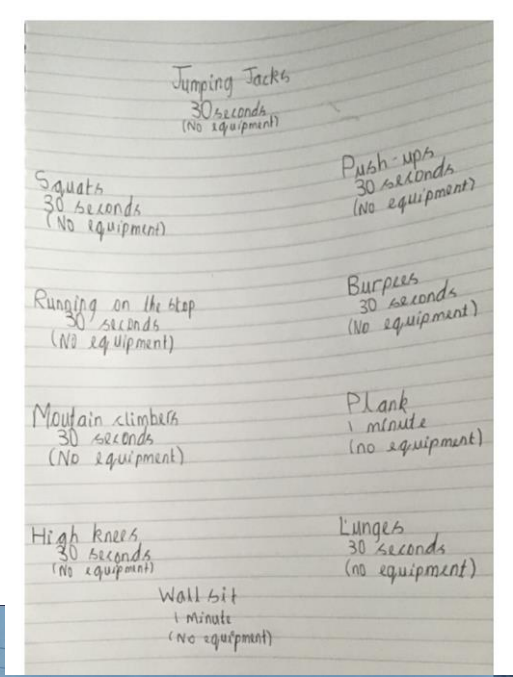 Jumping Jacks
30 seconds
(No equipment)
Push-ups
30 seconds
(No equipment)
Squats
30 seconds
(No equipment)
Burpees
30 seconds
(No equipment)
Running on the stop
30 seconds
(No equipment)
Plank
1 minute
(no equipment)
Moutain climbers
30 seconds
(No equipment)
Lunges
30 seconds
(no equipment)
High knees
30 seconds
(No equipment)
Wall sit
1 Minute
(No equipment)